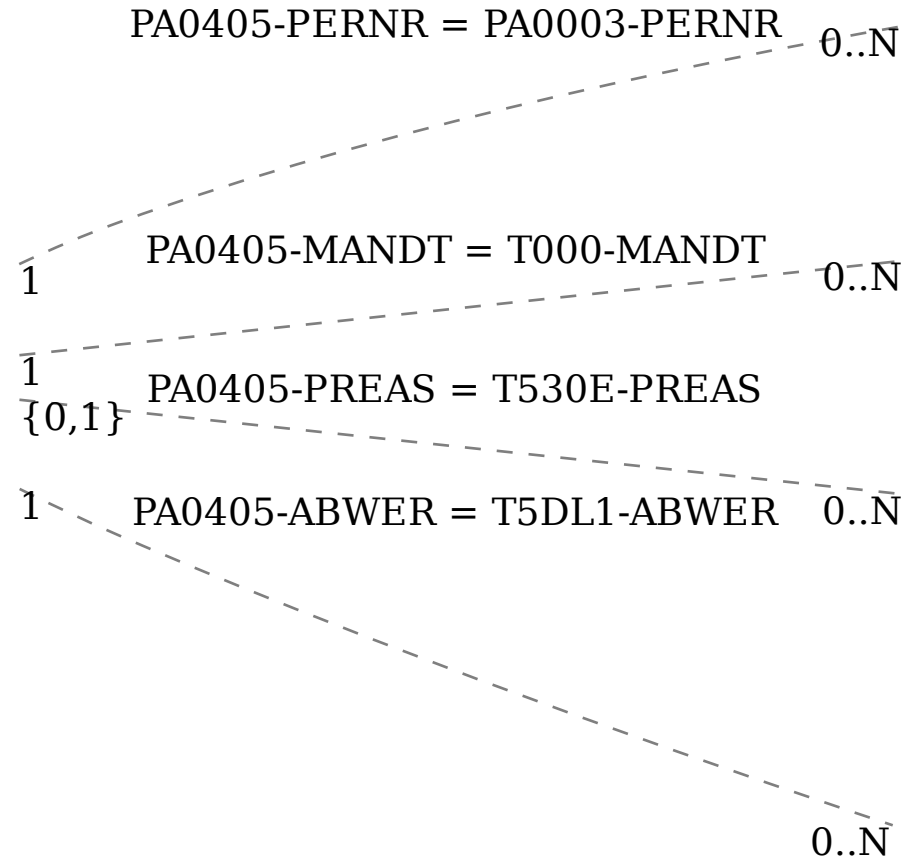 PA0405-PERNR = PA0003-PERNR
0..N
1
PA0405-MANDT = T000-MANDT
0..N
1
PA0405-PREAS = T530E-PREAS
{0,1}
0..N
1
PA0405-ABWER = T5DL1-ABWER
0..N